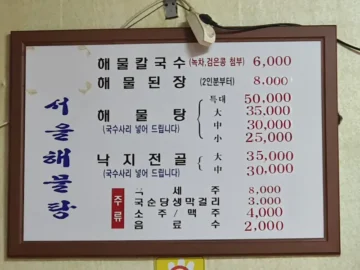 서울해물탕
해물칼국수 (녹차,검은콩 첨부) 6,000
해물된장 (2인분부터) 8,000
해물탕 (국수사리 넣어 드립니다)
특대 50,000
大 35,000
中 30,000
小 25,000
낙지전골 (국수사리 넣어 드립니다)
大 35,000
中 30,000
주류
세주 8,000
국순당생막걸리 3,000
소주/맥주 4,000
음료수 2,000